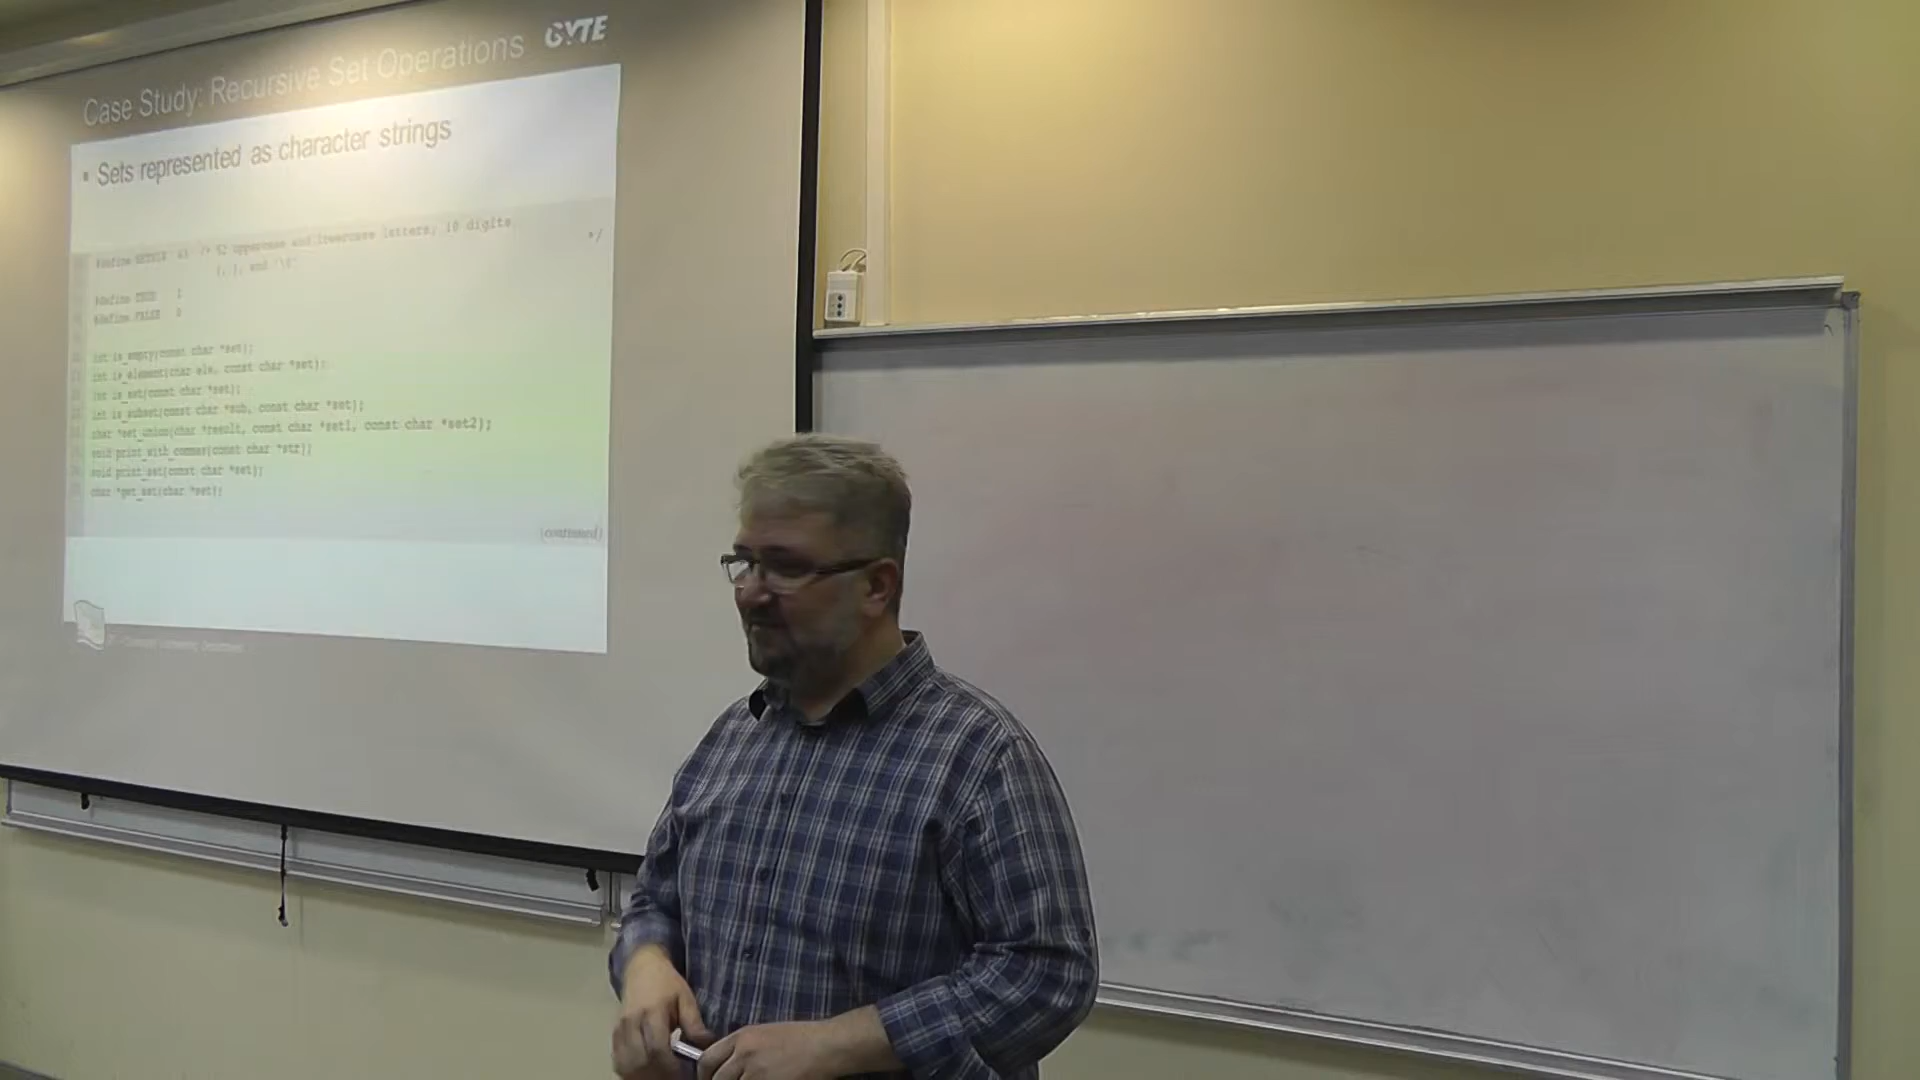 GYTE
Case Study: Recursive Set Operations
▪ Sets represented as character strings
#define SETSIZ 65 /* 52 uppercase and lowercase letters, 10 digits, */
{, }, and '\0'
#define TRUE 1
#define FALSE 0
int is_empty(const char *set);
int is_element(char ele, const char *set);
int is_set(const char *set);
int is_subset(const char *sub, const char *set);
char *set_union(char *result, const char *set1, const char *set2);
void print_with_commas(const char *str);
void print_set(const char *set);
char *get_set(char *set);
(continued)